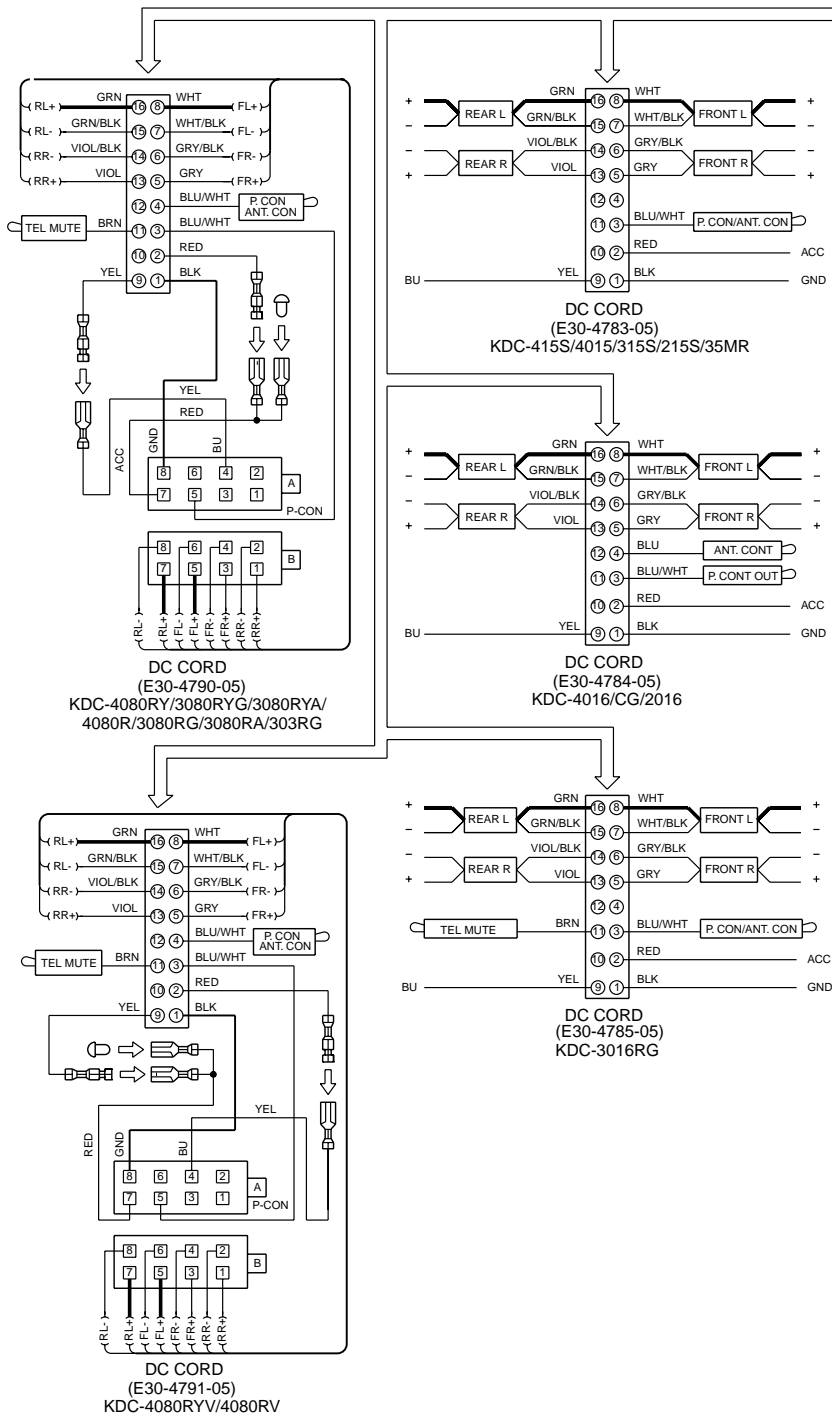 GRN 16 8 WHT
RL+ FL+
GRN/BLK 15 7 WHT/BLK
RL- FL-
VIOL/BLK 14 6 GRY/BLK
RR- FR-
VIOL 13 5 GRY
RR+ FR+
12 4 BLU/WHT P. CON
ANT. CON
TEL MUTE BRN 11 3 BLU/WHT
10 2 RED
YEL 9 1 BLK
YEL
RED
ACC GND BU
8 6 4 2
A
7 5 3 1
P-CON
8 6 4 2
B
7 5 3 1
RL- RL+ FL- FL+ FR- FR+ RR- RR+
DC CORD
(E30-4790-05)
KDC-4080RY/3080RYG/3080RYA/
4080R/3080RG/3080RA/303RG
GRN 16 8 WHT
+ REAR L FRONT L +
- GRN/BLK 15 7 WHT/BLK -
- VIOL/BLK 14 6 GRY/BLK -
REAR R FRONT R
+ VIOL 13 5 GRY +
12 4
11 3 BLU/WHT P. CON/ANT. CON
10 2 RED ACC
BU YEL 9 1 BLK GND
DC CORD
(E30-4783-05)
KDC-415S/4015/315S/215S/35MR
GRN 16 8 WHT
+ REAR L FRONT L +
- GRN/BLK 15 7 WHT/BLK -
- VIOL/BLK 14 6 GRY/BLK -
REAR R FRONT R
+ VIOL 13 5 GRY +
12 4 BLU ANT. CONT
11 3 BLU/WHT P. CONT OUT
10 2 RED ACC
BU YEL 9 1 BLK GND
DC CORD
(E30-4784-05)
KDC-4016/CG/2016
GRN 16 8 WHT
RL+ FL+
GRN/BLK 15 7 WHT/BLK
RL- FL-
VIOL/BLK 14 6 GRY/BLK
RR- FR-
VIOL 13 5 GRY
RR+ FR+
12 4 BLU/WHT P. CON
ANT. CON
TEL MUTE BRN 11 3 BLU/WHT
10 2 RED
YEL 9 1 BLK
YEL
RED GND BU
8 6 4 2
A
7 5 3 1
P-CON
8 6 4 2
B
7 5 3 1
RL- RL+ FL- FL+ FR- FR+ RR- RR+
DC CORD
(E30-4791-05)
KDC-4080RYV/4080RV
GRN 16 8 WHT
+ REAR L FRONT L +
- GRN/BLK 15 7 WHT/BLK -
- VIOL/BLK 14 6 GRY/BLK -
REAR R FRONT R
+ VIOL 13 5 GRY +
12 4
TEL MUTE BRN 11 3 BLU/WHT P. CON/ANT. CON
10 2 RED ACC
BU YEL 9 1 BLK GND
DC CORD
(E30-4785-05)
KDC-3016RG